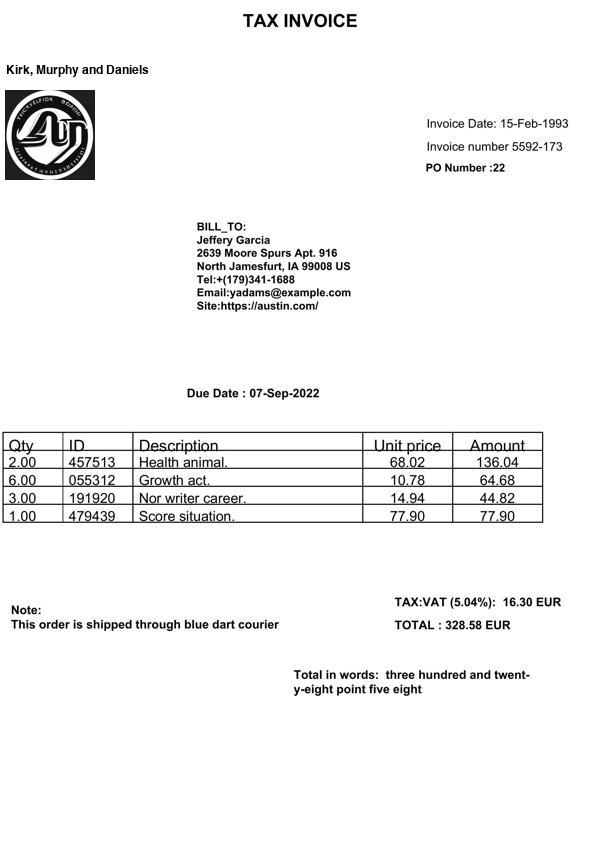 TAX INVOICE
Kirk, Murphy and Daniels
Invoice Date: 15-Feb-1993
Invoice number 5592-173
PO Number :22
BILL_TO:
Jeffery Garcia
2639 Moore Spurs Apt. 916
North Jamesfurt, IA 99008 US
Tel:+(179)341-1688
Email:yadams@example.com
Site:https://austin.com/
Due Date : 07-Sep-2022
Qty ID Description Unit price Amount
2.00 457513 Health animal. 68.02 136.04
6.00 055312 Growth act. 10.78 64.68
3.00 191920 Nor writer career. 14.94 44.82
1.00 479439 Score situation. 77.90 77.90
TAX:VAT (5.04%): 16.30 EUR
Note:
This order is shipped through blue dart courier
TOTAL : 328.58 EUR
Total in words: three hundred and twent-
y-eight point five eight